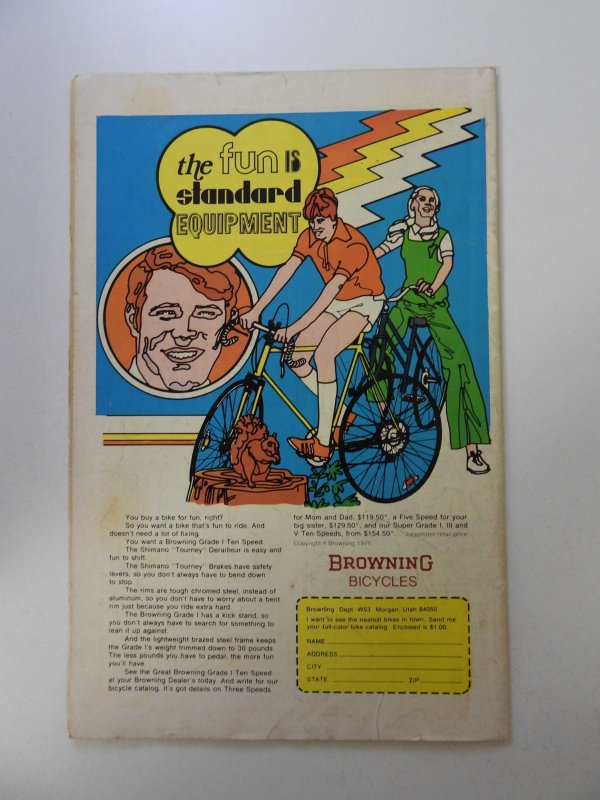 the fun IS
standard
EQUIPMENT
You buy a bike for fun, right?
So you want a bike that's fun to ride. And
doesn't need a lot of fixing.
You want a Browning Grade I Ten Speed.
The Shimano "Tourney" Derailleur is easy and
fun to shift.
The Shimano "Tourney" Brakes have safety
levers, so you don't always have to bend down
to stop.
The rims are tough chromed steel, instead of
aluminum, so you don't have to worry about a bent
rim just because you ride extra hard.
The Browning Grade I has a kick stand, so
you don't always have to search for something to
lean it up against.
And the lightweight brazed steel frame keeps
the Grade I's weight trimmed down to 30 pounds.
The less pounds you have to pedal, the more fun
you'll have.
See the Great Browning Grade I Ten Speed
at your Browning Dealer's today. And write for our
bicycle catalog. It's got details on Three Speeds
for Mom and Dad, $119.50*, a Five Speed for your
big sister, $129.50*, and our Super Grade I, III and
V Ten Speeds, from $154.50*. *suggested retail price
Copyright © Browning 1975
BROWNING
BICYCLES
Browning Dept. W53 Morgan, Utah 84050
I want to see the neatest bikes in town. Send me
your full-color bike catalog. Enclosed is $1.00.
NAME
ADDRESS
CITY
STATE ZIP